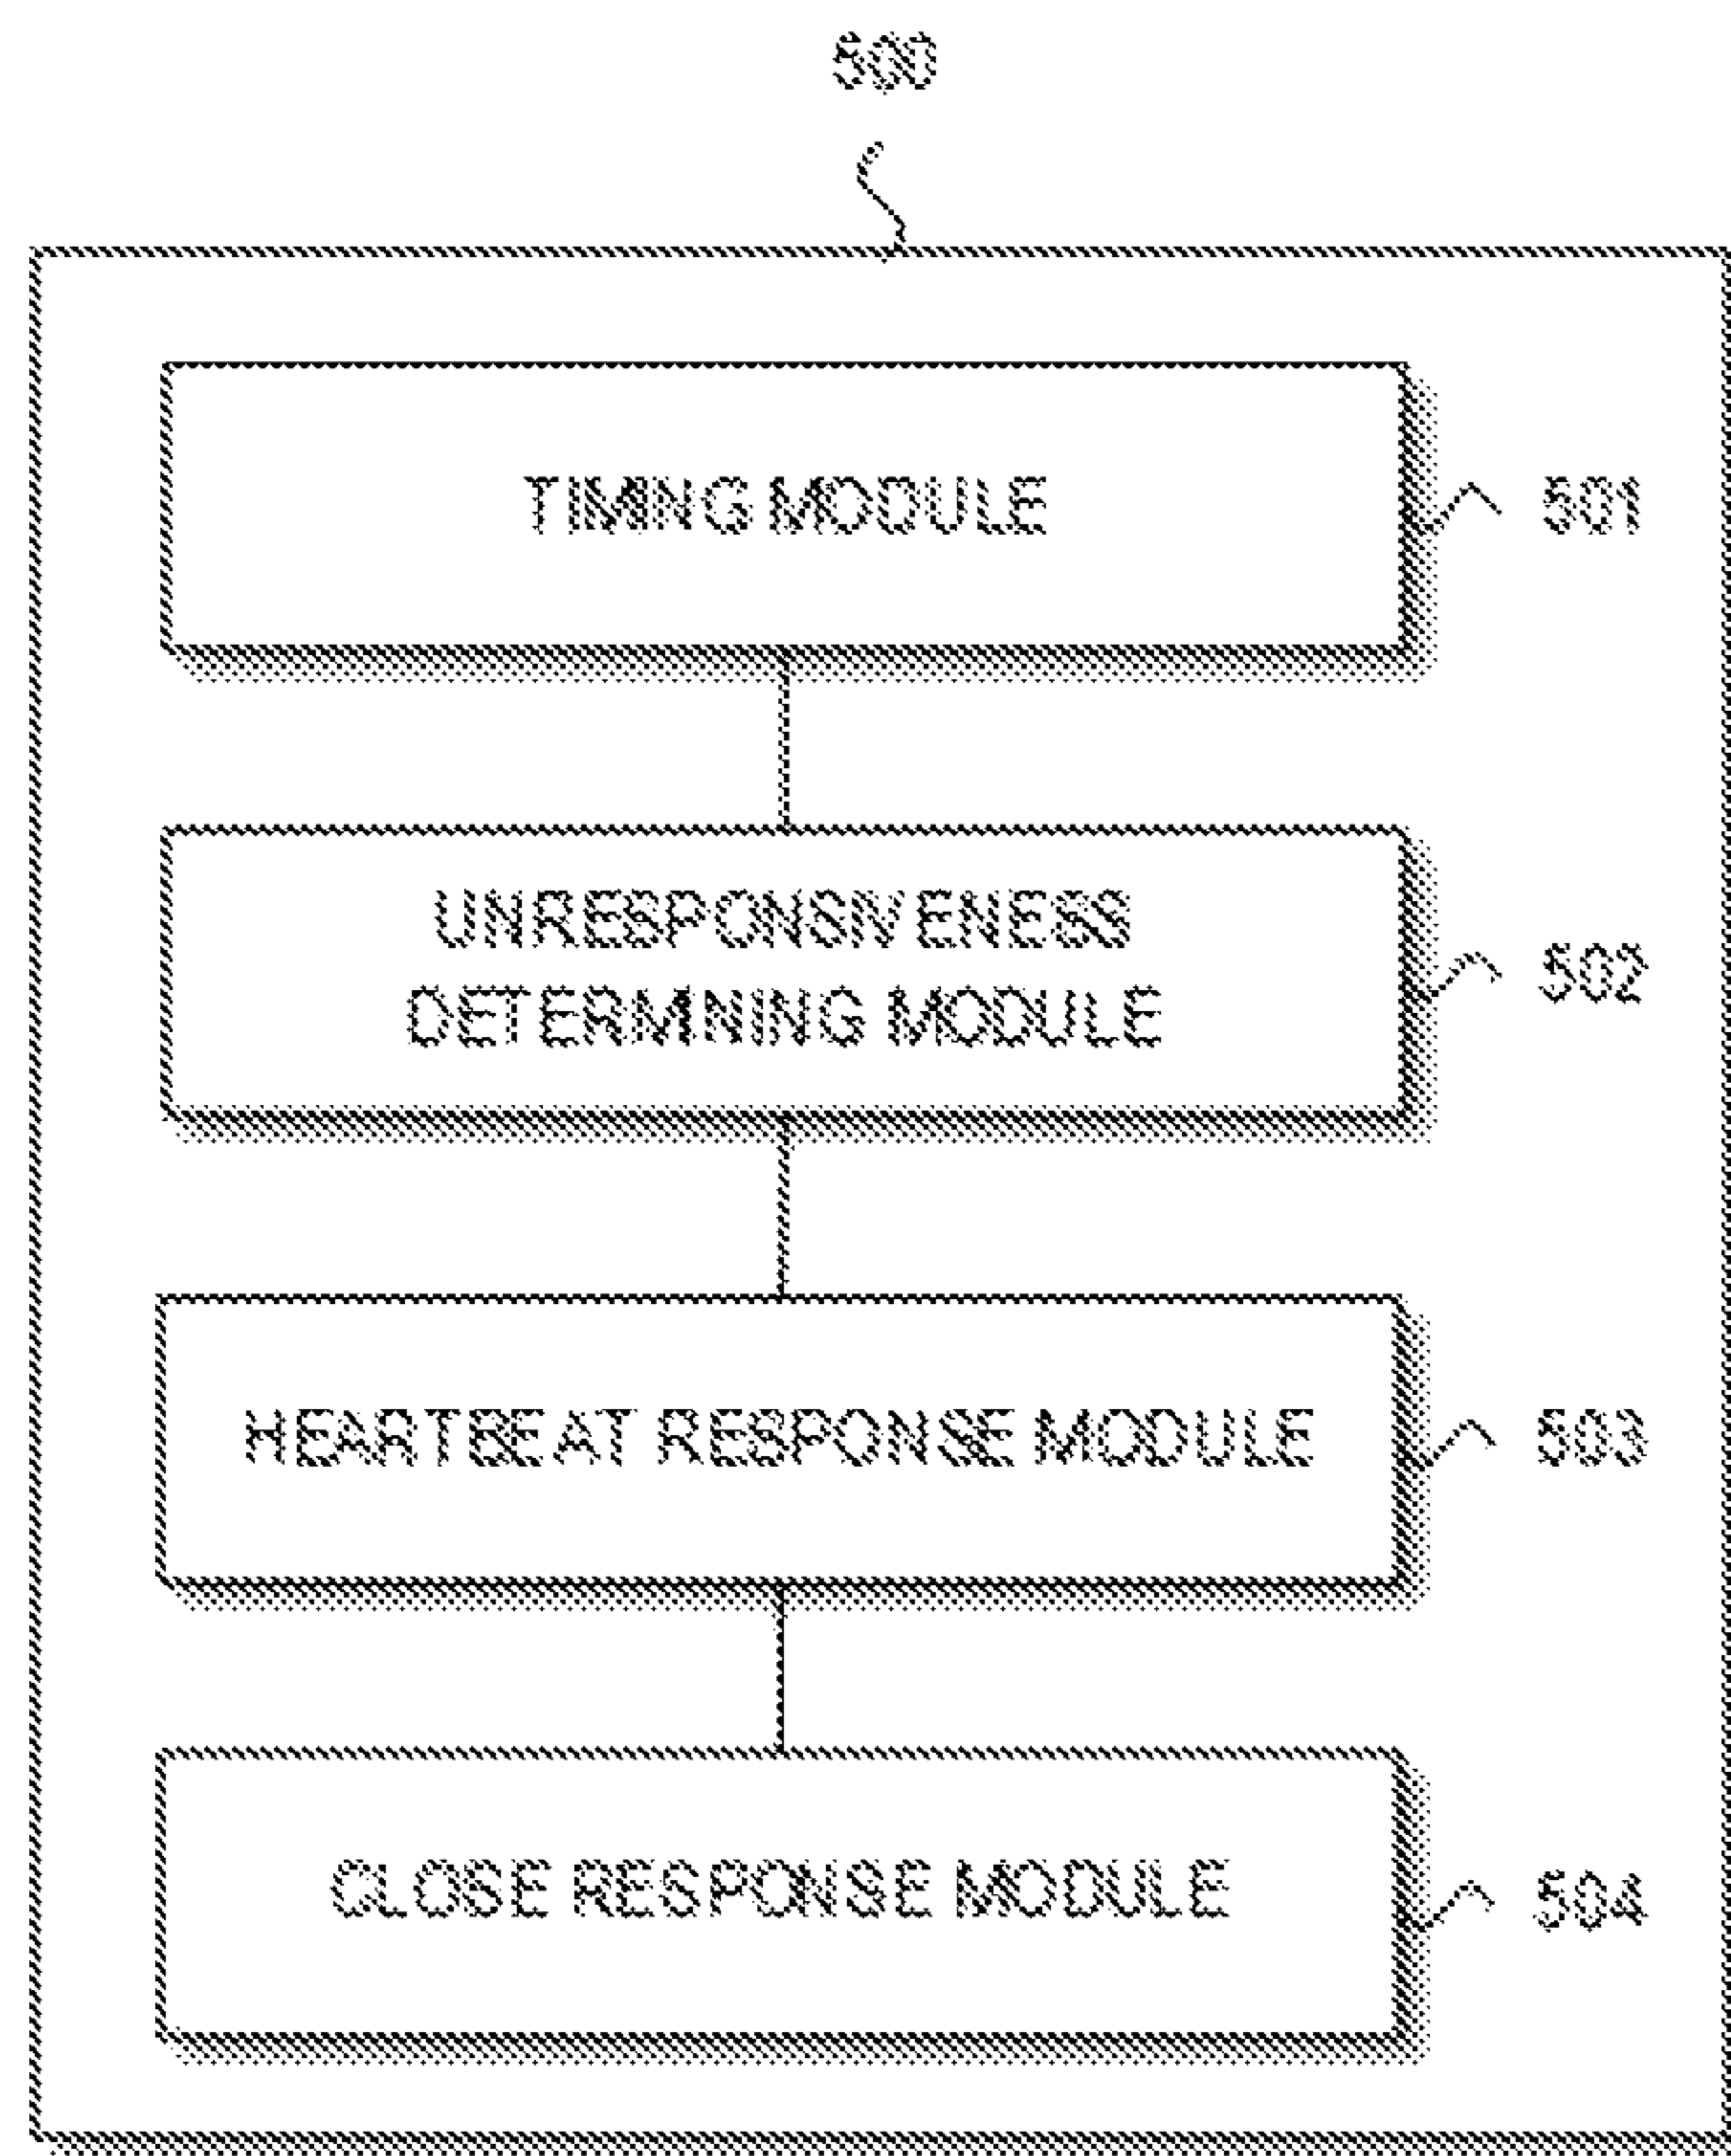 500
TIMING MODULE
501
UNRESPONSIVENESS
DETERMINING MODULE
502
HEARTBEAT RESPONSE MODULE
503
CLOSE RESPONSE MODULE
504